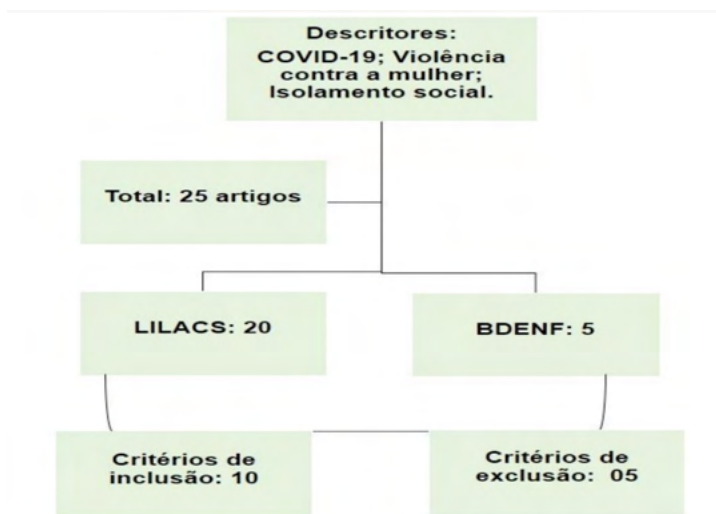 Descritores:
COVID-19; Violência
contra a mulher;
Isolamento social.
Total: 25 artigos
LILACS: 20
BDENF: 5
Critérios de
inclusão: 10
Critérios de
exclusão: 05